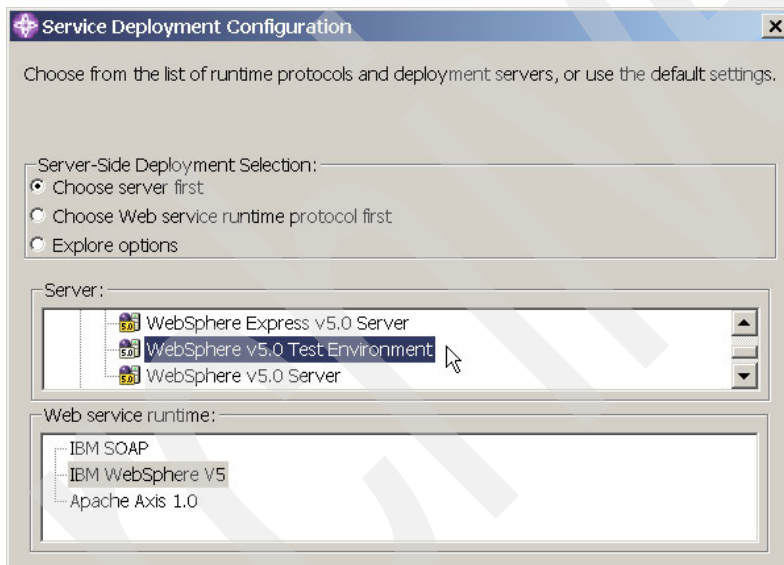 Service Deployment Configuration
Choose from the list of runtime protocols and deployment servers, or use the default settings.
Server-Side Deployment Selection:
Choose server first
Choose Web service runtime protocol first
Explore options
Server:
WebSphere Express v5.0 Server
WebSphere v5.0 Test Environment
WebSphere v5.0 Server
Web service runtime:
IBM SOAP
IBM WebSphere V5
Apache Axis 1.0